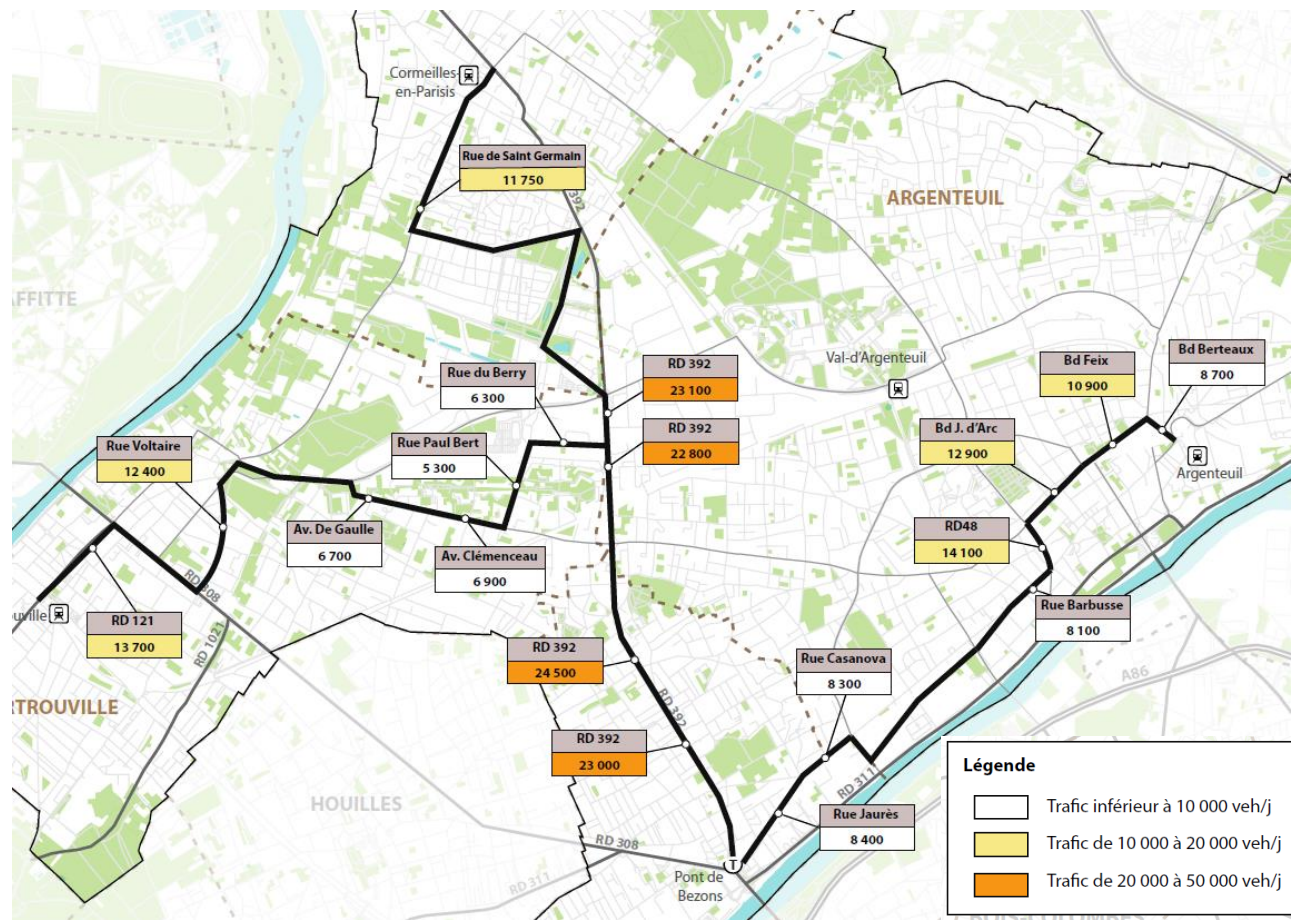 Cormeilles-
en-Parisis
Rue de Saint Germain
11 750
392
ARGENTEUIL
AFFITTE
Val-d'Argenteuil
Bd Berteaux
8 700
Bd Feix
10 900
RD 392
23 100
Rue du Berry
6 300
RD 392
22 800
Bd J. d'Arc
12 900
Argenteuil
Rue Paul Bert
5 300
Rue Voltaire
12 400
Av. De Gaulle
6 700
Av. Clémenceau
6 900
RD48
14 100
RD 308
Rue Barbusse
8 100
ouville
RD 121
13 700
RD 1021
RD 392
24 500
RD 392
Rue Casanova
8 300
A86
RTROUVILLE
RD 392
23 000
HOUILLES
RD 311
Rue Jaurès
8 400
RD 308
RD 311
Pont de
Bezons
T
Légende
Trafic inférieur à 10 000 veh/j
Trafic de 10 000 à 20 000 veh/j
Trafic de 20 000 à 50 000 veh/j